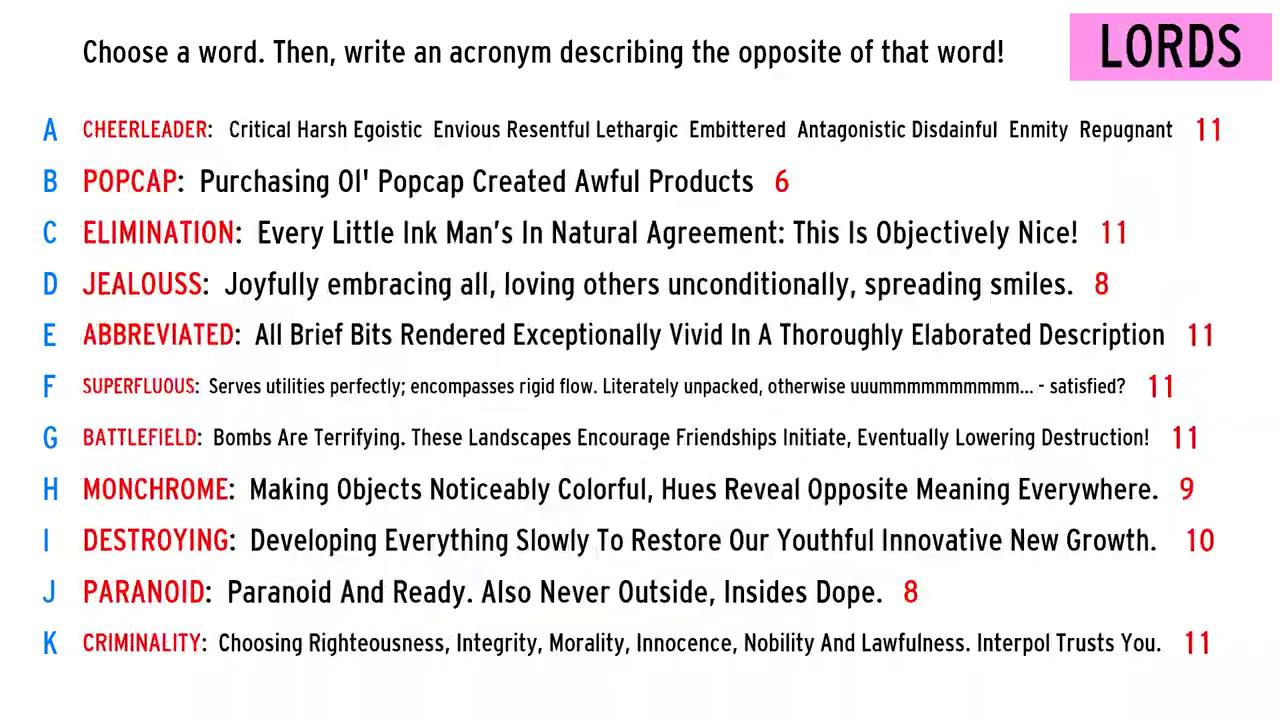 Choose a word. Then, write an acronym describing the opposite of that word!
LORDS
A CHEERLEADER: Critical Harsh Egoistic Envious Resentful Lethargic Embittered Antagonistic Disdainful Enmity Repugnant 11
B POPCAP: Purchasing Ol' Popcap Created Awful Products 6
C ELIMINATION: Every Little Ink Man’s In Natural Agreement: This Is Objectively Nice! 11
D JEALOUSS: Joyfully embracing all, loving others unconditionally, spreading smiles. 8
E ABBREVIATED: All Brief Bits Rendered Exceptionally Vivid In A Thoroughly Elaborated Description 11
F SUPERFLUOUS: Serves utilities perfectly; encompasses rigid flow. Literately unpacked, otherwise uuummmmmmmmmm... - satisfied? 11
G BATTLEFIELD: Bombs Are Terrifying. These Landscapes Encourage Friendships Initiate, Eventually Lowering Destruction! 11
H MONCHROME: Making Objects Noticeably Colorful, Hues Reveal Opposite Meaning Everywhere. 9
I DESTROYING: Developing Everything Slowly To Restore Our Youthful Innovative New Growth. 10
J PARANOID: Paranoid And Ready. Also Never Outside, Insides Dope. 8
K CRIMINALITY: Choosing Righteousness, Integrity, Morality, Innocence, Nobility And Lawfulness. Interpol Trusts You. 11